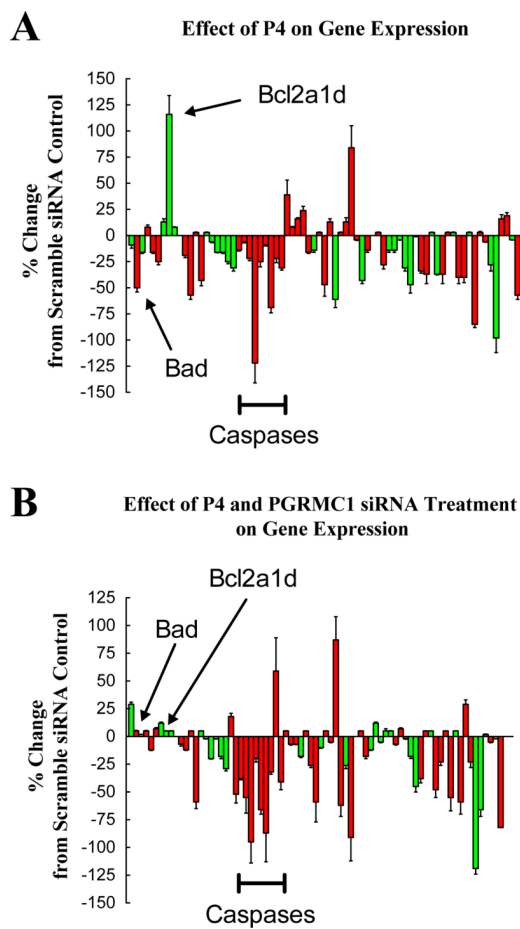 A
Effect of P4 on Gene Expression
% Change
from Scramble siRNA Control
150
125
100
75
50
25
0
-25
-50
-75
-100
-125
-150
Bcl2a1d
Bad
Caspases
B
Effect of P4 and PGRMC1 siRNA Treatment
on Gene Expression
% Change
from Scramble siRNA Control
125
100
75
50
25
0
-25
-50
-75
-100
-125
-150
Bcl2a1d
Bad
Caspases